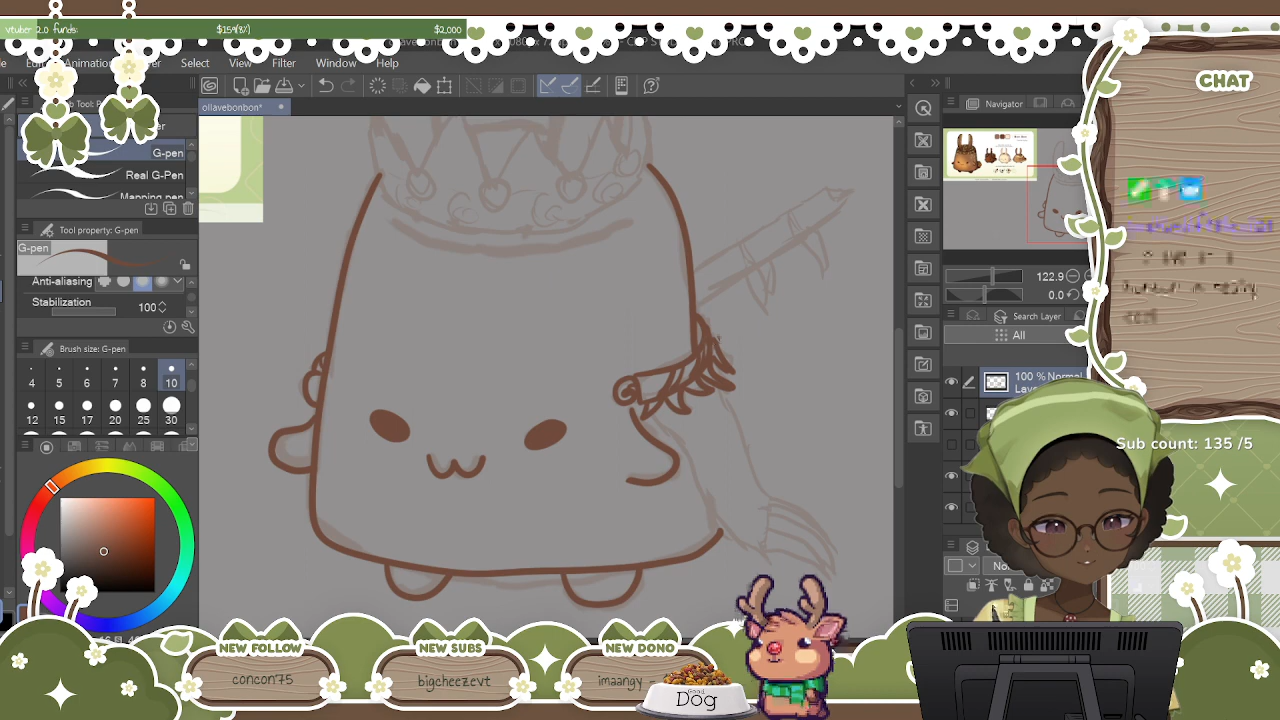 vtuber 2.0 funds: $159(8%) $2,000
Select View Filter Window Help
ollavebonbon*
G-pen
Real G-Pen
Mapping pen
Tool property: G-pen
G-pen
Anti-aliasing
Stabilization 100
Brush size: G-pen
4 5 6 7 8 10
12 15 17 20 25 30
Navigator
122.9
0.0
Search Layer
All
100 % Normal
CHAT
Sub count: 135 /5
NEW FOLLOW
concon75
NEW SUBS
bigcheezevt
NEW DONO
imaangy -
Good
Dog